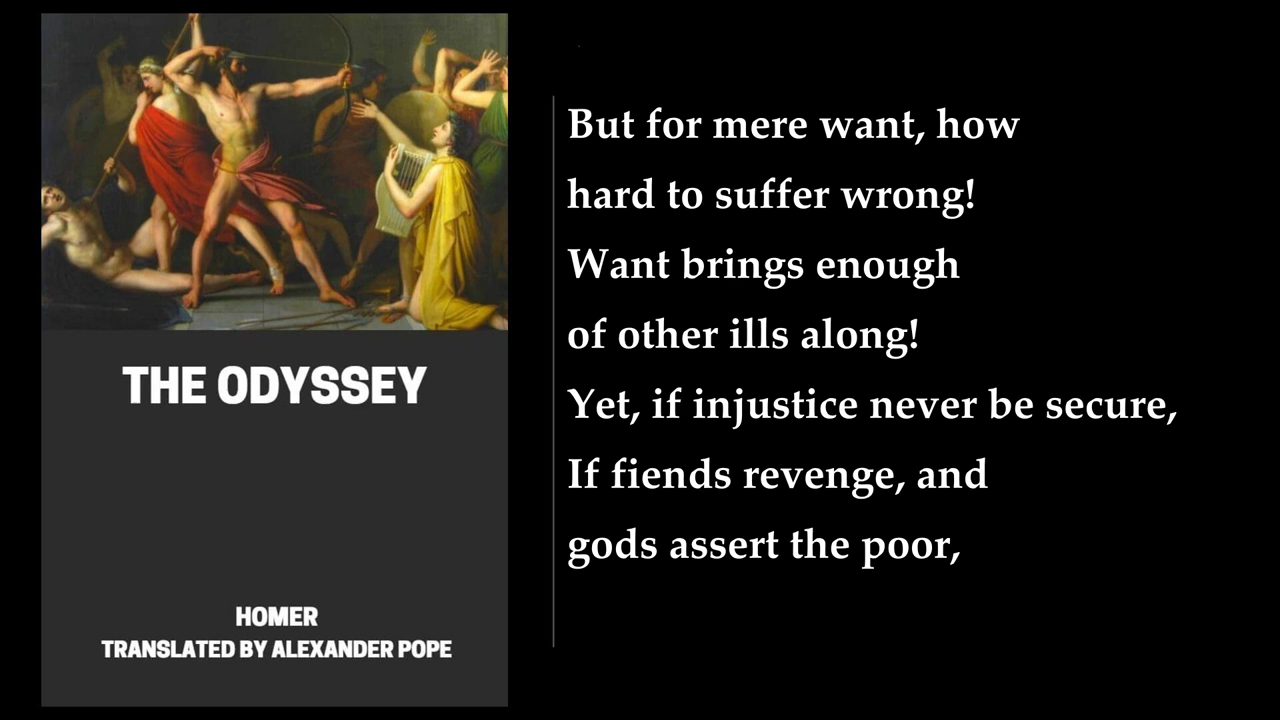 THE ODYSSEY
HOMER
TRANSLATED BY ALEXANDER POPE
But for mere want, how
hard to suffer wrong!
Want brings enough
of other ills along!
Yet, if injustice never be secure,
If fiends revenge, and
gods assert the poor,